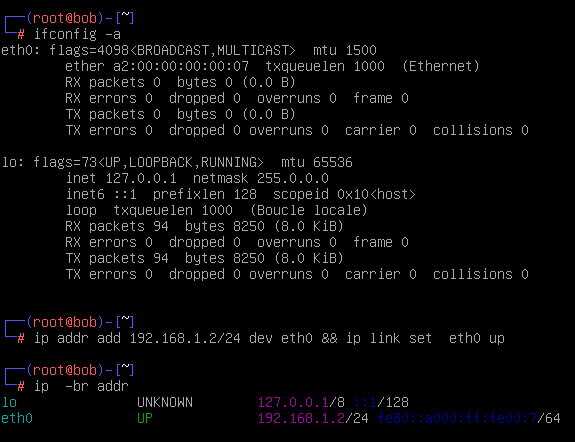 ┌──(root@bob)-[~]
└─# ifconfig -a
eth0: flags=4098<BROADCAST,MULTICAST>  mtu 1500
        ether a2:00:00:00:00:07  txqueuelen 1000  (Ethernet)
        RX packets 0  bytes 0 (0.0 B)
        RX errors 0  dropped 0  overruns 0  frame 0
        TX packets 0  bytes 0 (0.0 B)
        TX errors 0  dropped 0 overruns 0  carrier 0  collisions 0

lo: flags=73<UP,LOOPBACK,RUNNING>  mtu 65536
        inet 127.0.0.1  netmask 255.0.0.0
        inet6 ::1  prefixlen 128  scopeid 0x10<host>
        loop  txqueuelen 1000  (Boucle locale)
        RX packets 94  bytes 8250 (8.0 KiB)
        RX errors 0  dropped 0  overruns 0  frame 0
        TX packets 94  bytes 8250 (8.0 KiB)
        TX errors 0  dropped 0 overruns 0  carrier 0  collisions 0

┌──(root@bob)-[~]
└─# ip addr add 192.168.1.2/24 dev eth0 && ip link set  eth0 up

┌──(root@bob)-[~]
└─# ip  -br addr
lo               UNKNOWN        127.0.0.1/8 ::1/128
eth0             UP             192.168.1.2/24 fe80::a000:ff:fe00:7/64